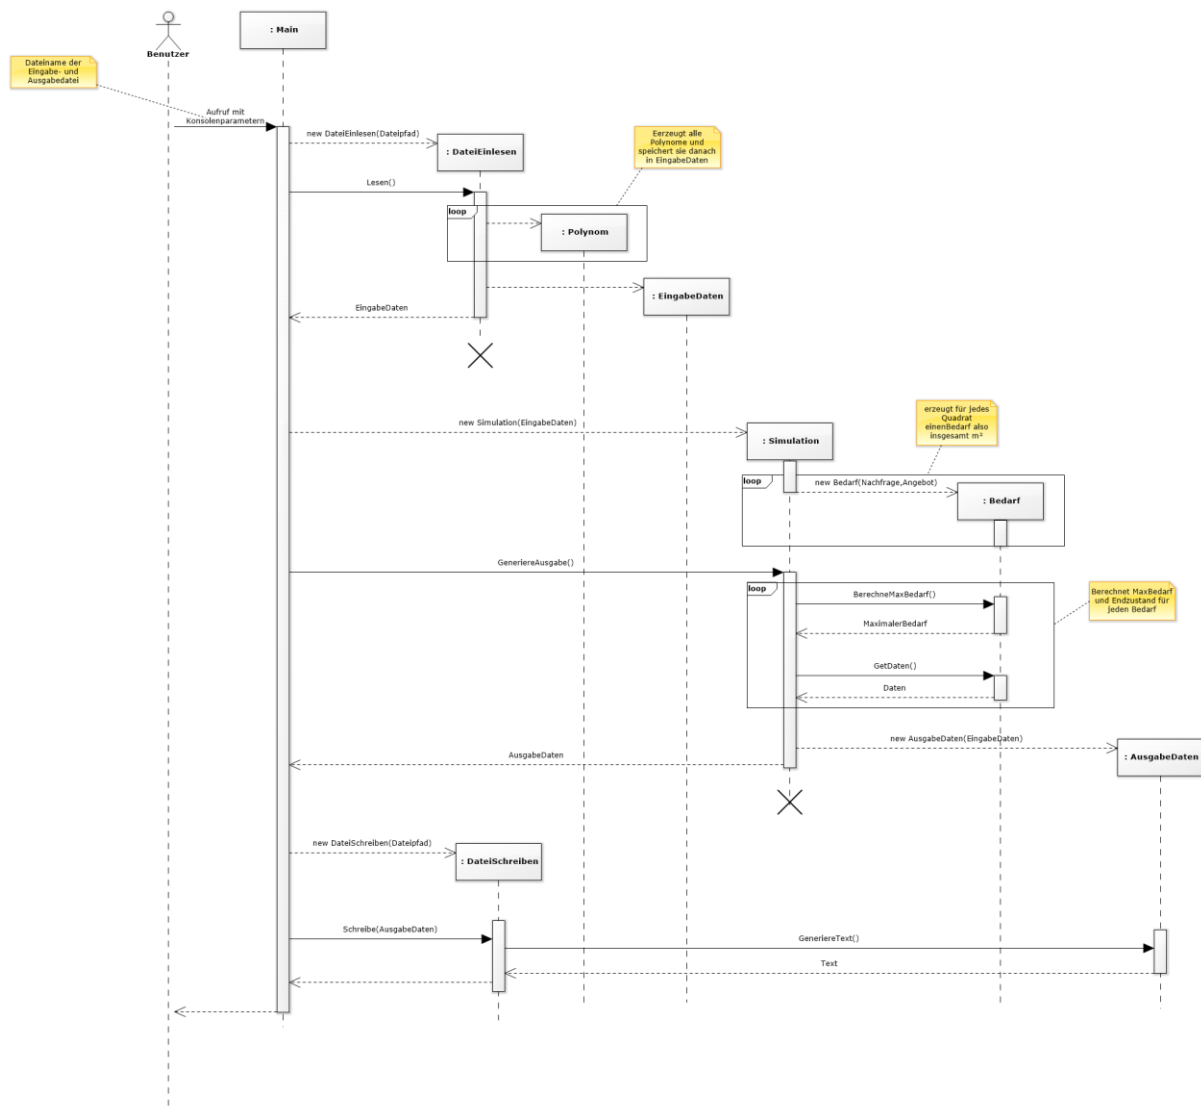 : Main
Benutzer
Dateiname der
Eingabe- und
Ausgabedatei
Aufruf mit
Konsolenparametern
new DateiEinlesen(Dateipfad)
: DateiEinlesen
Eerzeugt alle
Polynome und
speichert sie danach
in EingabeDaten
Lesen()
loop
: Polynom
: EingabeDaten
EingabeDaten
new Simulation(EingabeDaten)
: Simulation
erzeugt für jedes
Quadrat
einenBedarf also
insgesamt m²
loop
new Bedarf(Nachfrage,Angebot)
: Bedarf
GeneriereAusgabe()
loop
BerechneMaxBedarf()
Berechnet MaxBedarf
und Endzustand für
jeden Bedarf
MaximalerBedarf
GetDaten()
Daten
new AusgabeDaten(EingabeDaten)
: AusgabeDaten
AusgabeDaten
new DateiSchreiben(Dateipfad)
: DateiSchreiben
Schreibe(AusgabeDaten)
GeneriereText()
Text